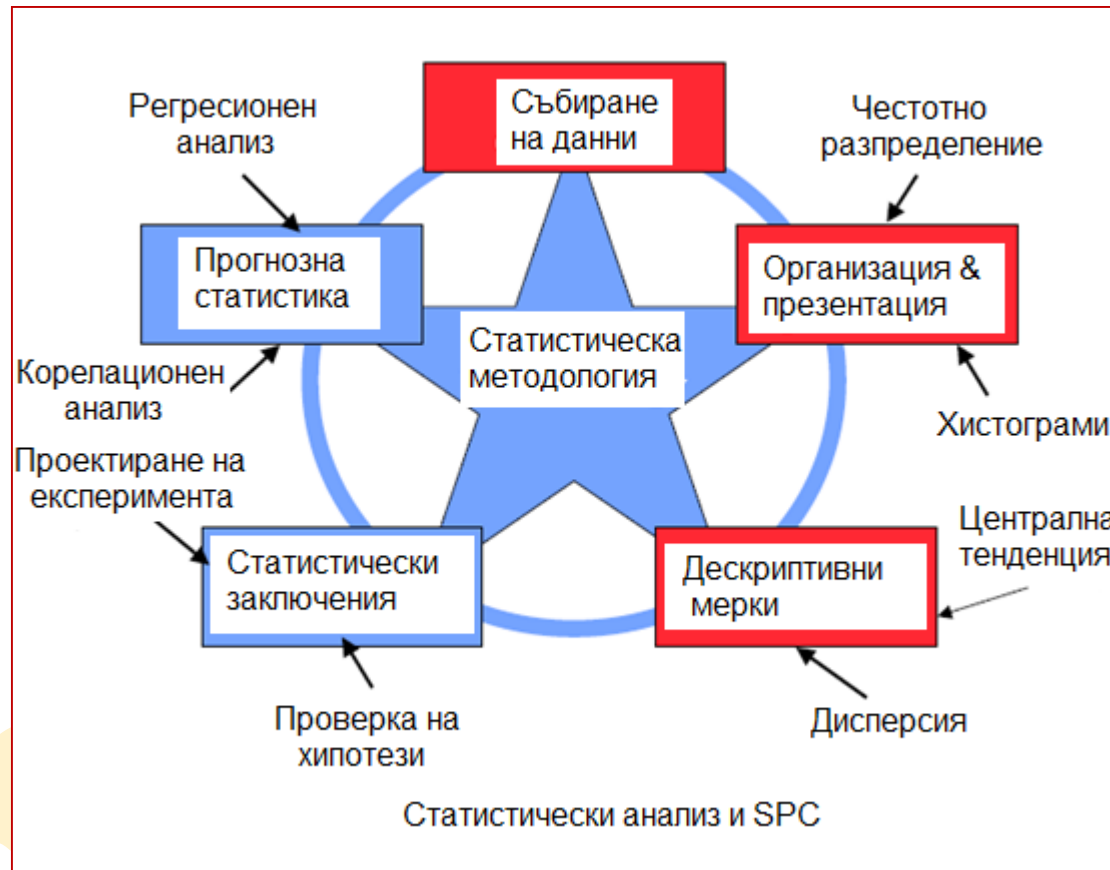 Събиране
на данни
Регресионен
анализ
Честотно
разпределение
Прогнозна
статистика
Организация &
презентация
Статистическа
методология
Корелационен
анализ
Хистограми
Проектиране на
експеримента
Централна
тенденция
Статистически
заключения
Дескриптивни
мерки
Проверка на
хипотези
Дисперсия
Статистически анализ и SPC